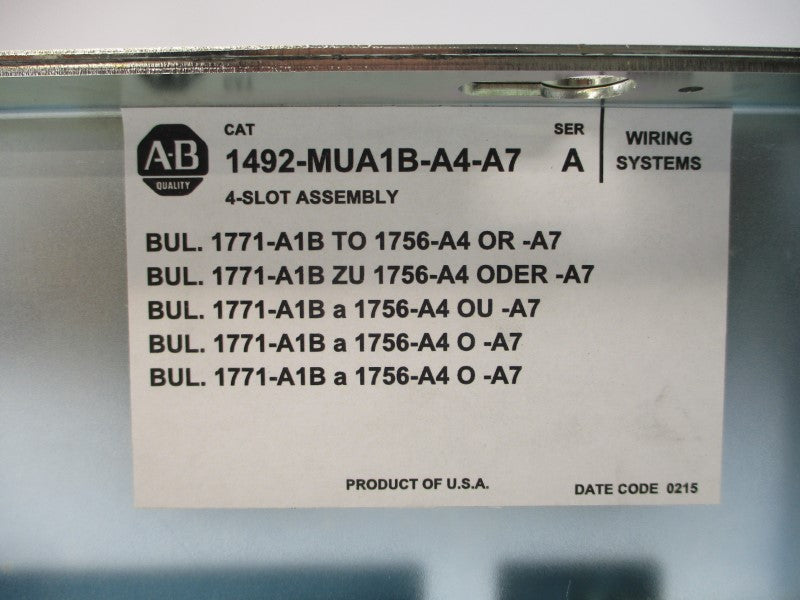 A-B
QUALITY
CAT
1492-MUA1B-A4-A7
4-SLOT ASSEMBLY
SER
A
WIRING
SYSTEMS
BUL. 1771-A1B TO 1756-A4 OR -A7
BUL. 1771-A1B ZU 1756-A4 ODER -A7
BUL. 1771-A1B a 1756-A4 OU -A7
BUL. 1771-A1B a 1756-A4 O -A7
BUL. 1771-A1B a 1756-A4 O -A7
PRODUCT OF U.S.A.
DATE CODE 0215